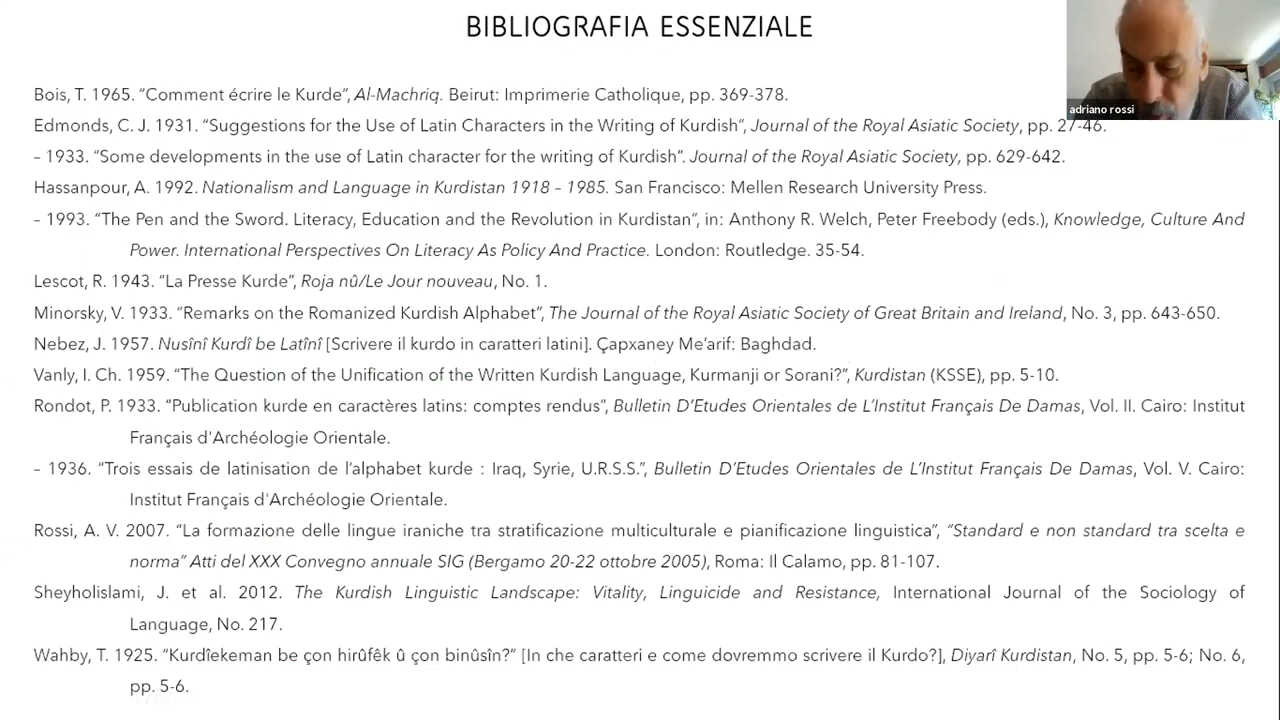 BIBLIOGRAFIA ESSENZIALE
adriano rossi
Bois, T. 1965. “Comment écrire le Kurde”, Al-Machriq. Beirut: Imprimerie Catholique, pp. 369-378.
Edmonds, C. J. 1931. “Suggestions for the Use of Latin Characters in the Writing of Kurdish”, Journal of the Royal Asiatic Society, pp. 27-46.
– 1933. “Some developments in the use of Latin character for the writing of Kurdish”. Journal of the Royal Asiatic Society, pp. 629-642.
Hassanpour, A. 1992. Nationalism and Language in Kurdistan 1918 – 1985. San Francisco: Mellen Research University Press.
– 1993. “The Pen and the Sword. Literacy, Education and the Revolution in Kurdistan”, in: Anthony R. Welch, Peter Freebody (eds.), Knowledge, Culture And
Power. International Perspectives On Literacy As Policy And Practice. London: Routledge. 35-54.
Lescot, R. 1943. “La Presse Kurde”, Roja nû/Le Jour nouveau, No. 1.
Minorsky, V. 1933. “Remarks on the Romanized Kurdish Alphabet”, The Journal of the Royal Asiatic Society of Great Britain and Ireland, No. 3, pp. 643-650.
Nebez, J. 1957. Nusînî Kurdî be Latînî [Scrivere il kurdo in caratteri latini]. Çapxaney Me’arif: Baghdad.
Vanly, I. Ch. 1959. “The Question of the Unification of the Written Kurdish Language, Kurmanji or Sorani?”, Kurdistan (KSSE), pp. 5-10.
Rondot, P. 1933. “Publication kurde en caractères latins: comptes rendus”, Bulletin D’Etudes Orientales de L’Institut Français De Damas, Vol. II. Cairo: Institut
Français d'Archéologie Orientale.
– 1936. “Trois essais de latinisation de l’alphabet kurde : Iraq, Syrie, U.R.S.S.”, Bulletin D’Etudes Orientales de L’Institut Français De Damas, Vol. V. Cairo:
Institut Français d'Archéologie Orientale.
Rossi, A. V. 2007. “La formazione delle lingue iraniche tra stratificazione multiculturale e pianificazione linguistica”, “Standard e non standard tra scelta e
norma” Atti del XXX Convegno annuale SIG (Bergamo 20-22 ottobre 2005), Roma: Il Calamo, pp. 81-107.
Sheyholislami, J. et al. 2012. The Kurdish Linguistic Landscape: Vitality, Linguicide and Resistance, International Journal of the Sociology of
Language, No. 217.
Wahby, T. 1925. “Kurdîekeman be çon hirûfêk û çon binûsîn?” [In che caratteri e come dovremmo scrivere il Kurdo?], Diyarî Kurdistan, No. 5, pp. 5-6; No. 6,
pp. 5-6.